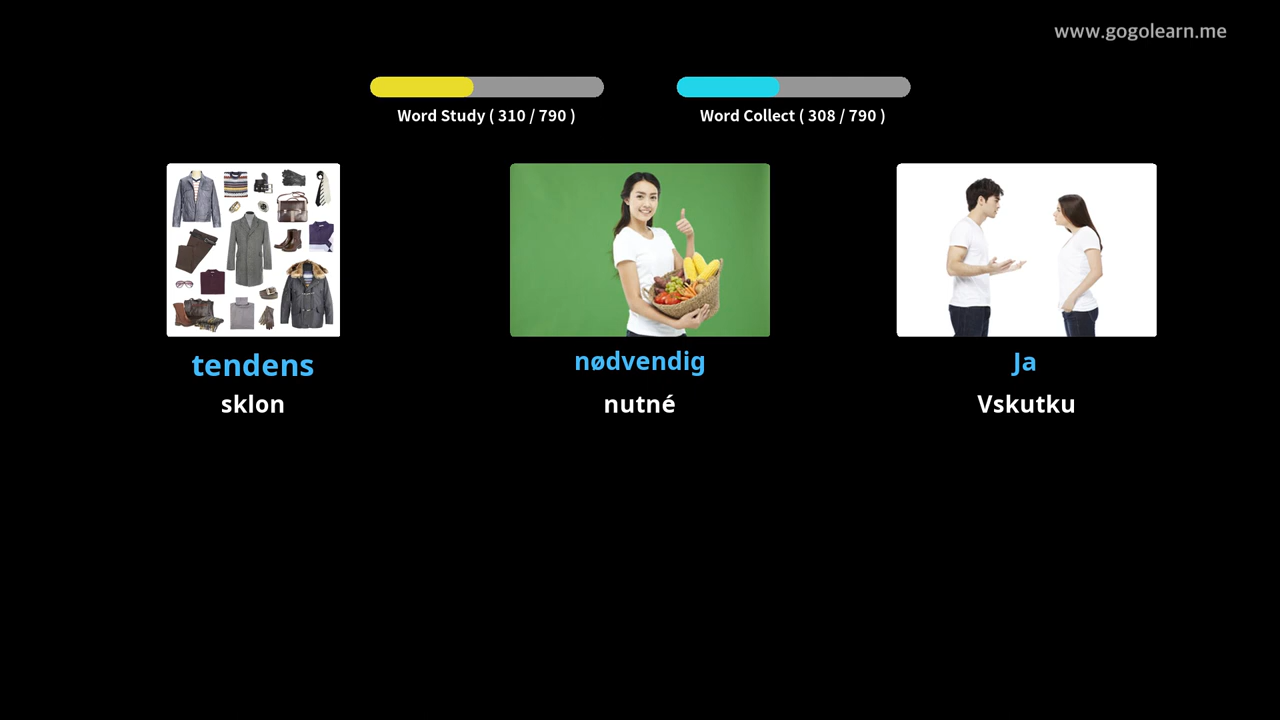 www.gogolearn.me
Word Study ( 310 / 790 )
Word Collect ( 308 / 790 )
tendens
sklon
nødvendig
nutné
Ja
Vskutku